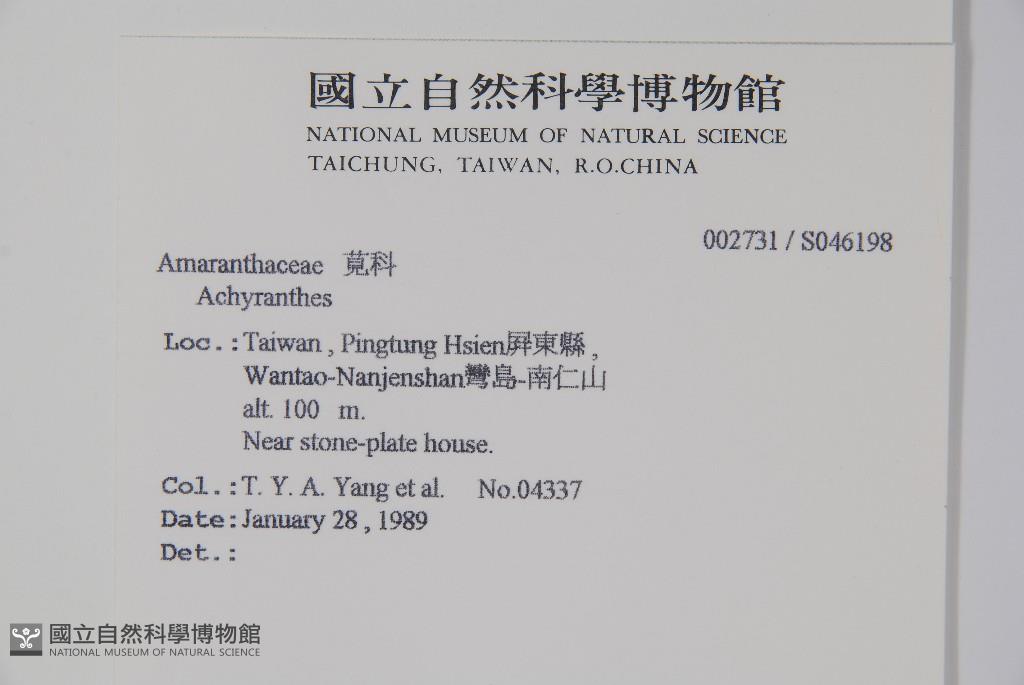 國立自然科學博物館
NATIONAL MUSEUM OF NATURAL SCIENCE
TAICHUNG, TAIWAN, R.O.CHINA
002731 / S046198
Amaranthaceae 莧科
Achyranthes
Loc.: Taiwan , Pingtung Hsien屏東縣 ,
Wantao-Nanjenshan彎島-南仁山
alt. 100 m.
Near stone-plate house.
Col.: T. Y. A. Yang et al. No.04337
Date: January 28 , 1989
Det.:
國立自然科學博物館
NATIONAL MUSEUM OF NATURAL SCIENCE